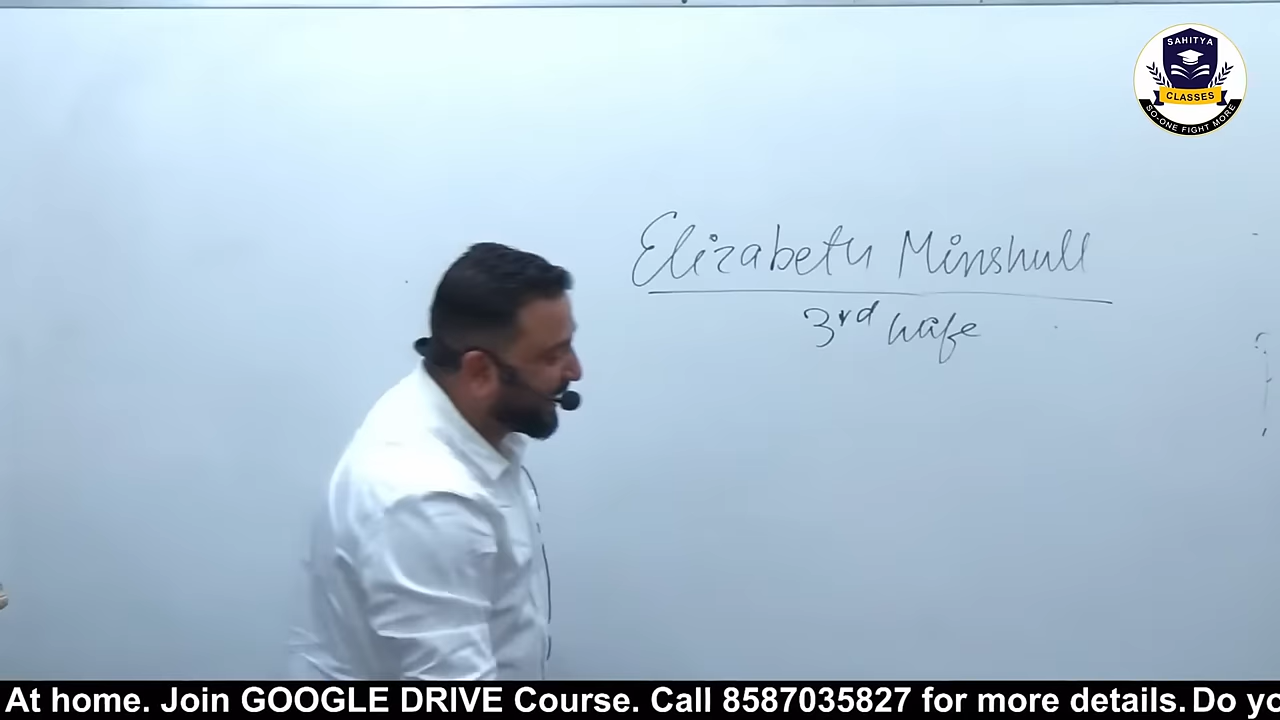 SAHITYA
CLASSES
SO-ONE FIGHT MORE
Elizabeth Minshull
3rd wife
At home. Join GOOGLE DRIVE Course. Call 8587035827 for more details. Do yo